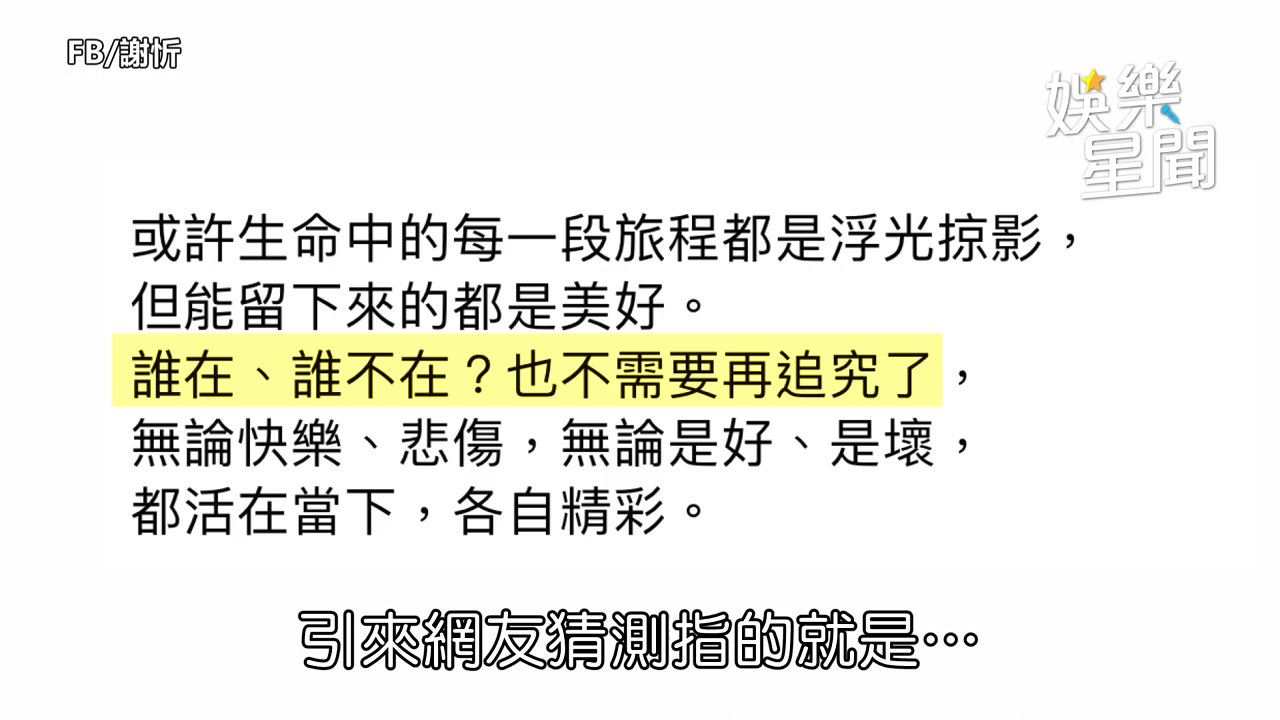 FB/謝忻
娛樂
星聞
或許生命中的每一段旅程都是浮光掠影，
但能留下來的都是美好。
誰在、誰不在？也不需要再追究了，
無論快樂、悲傷，無論是好、是壞，
都活在當下，各自精彩。
引來網友猜測指的就是⋯